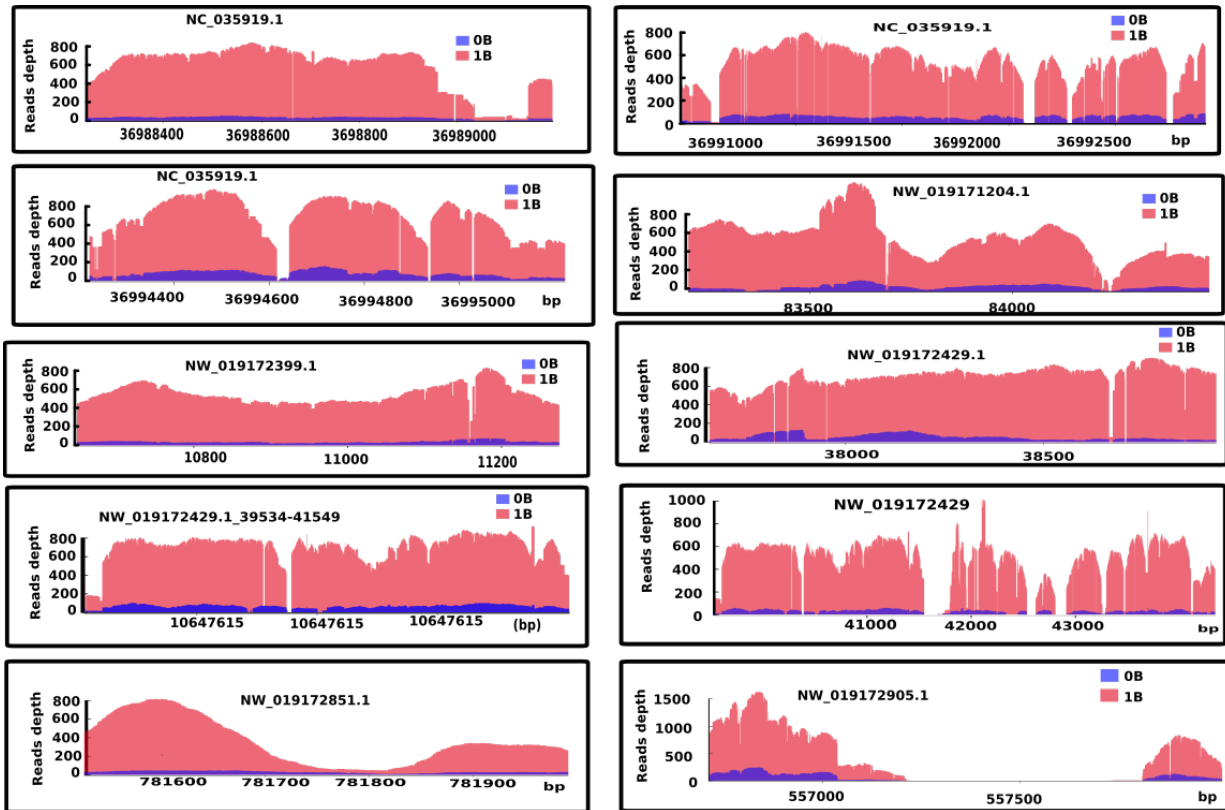 NC_035919.1
0B
1B
Reads depth
800
600
400
200
0
36988400 36988600 36988800 36989000
NC_035919.1
0B
1B
Reads depth
800
600
400
200
0
36991000 36991500 36992000 36992500 bp
NC_035919.1
0B
1B
Reads depth
800
600
400
200
0
36994400 36994600 36994800 36995000 bp
NW_019171204.1
0B
1B
Reads depth
800
600
400
200
0
83500 84000
NW_019172399.1
0B
1B
Reads depth
800
600
400
200
0
10800 11000 11200
NW_019172429.1
0B
1B
Reads depth
800
600
400
200
0
38000 38500
NW_019172429.1_39534-41549
0B
1B
Reads depth
800
600
400
200
0
10647615 10647615 10647615 (bp)
NW_019172429
0B
1B
Reads depth
1000
800
600
400
200
0
41000 42000 43000 bp
NW_019172851.1
Reads depth
800
600
400
200
0
781600 781700 781800 781900 bp
NW_019172905.1
0B
1B
Reads depth
1500
1000
500
0
557000 557500 bp